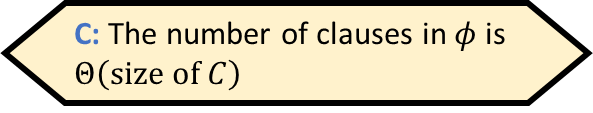 C: The number of clauses in 𝜙 is
Θ(size of 𝐶)